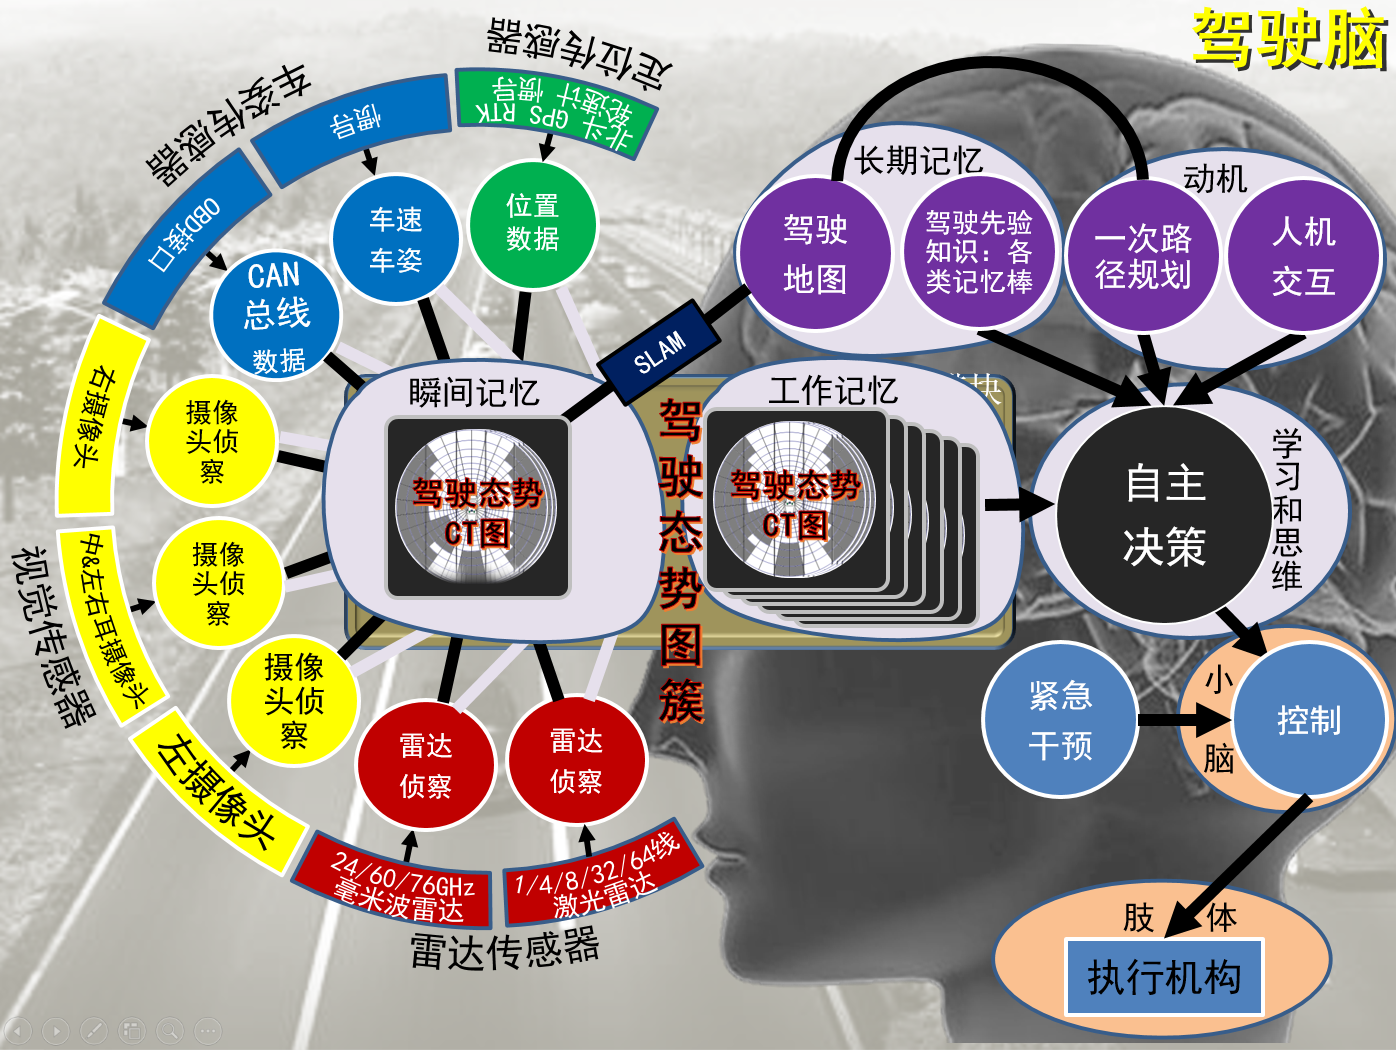 驾驶脑
定位传感器
北斗 GPS RTK
轮速计 惯导
车姿传感器
惯导
OBD接口
位置
数据
车速
车姿
CAN
总线
数据
右摄像头
摄像
头侦
察
视觉传感器
中&左右耳摄像头
摄像
头侦
察
左摄像头
摄像
头侦
察
24/60/76GHz
毫米波雷达
雷达
侦察
1/4/8/32/64线
激光雷达
雷达
侦察
雷达传感器
瞬间记忆
驾驶态势
CT图
SLAM
驾驶态势图簇
工作记忆
块
驾驶态势
CT图
长期记忆
驾驶
地图
驾驶先验
知识：各
类记忆棒
动机
一次路
径规划
人机
交互
自主
决策
学习和思维
紧急
干预
小脑
控制
肢体
执行机构